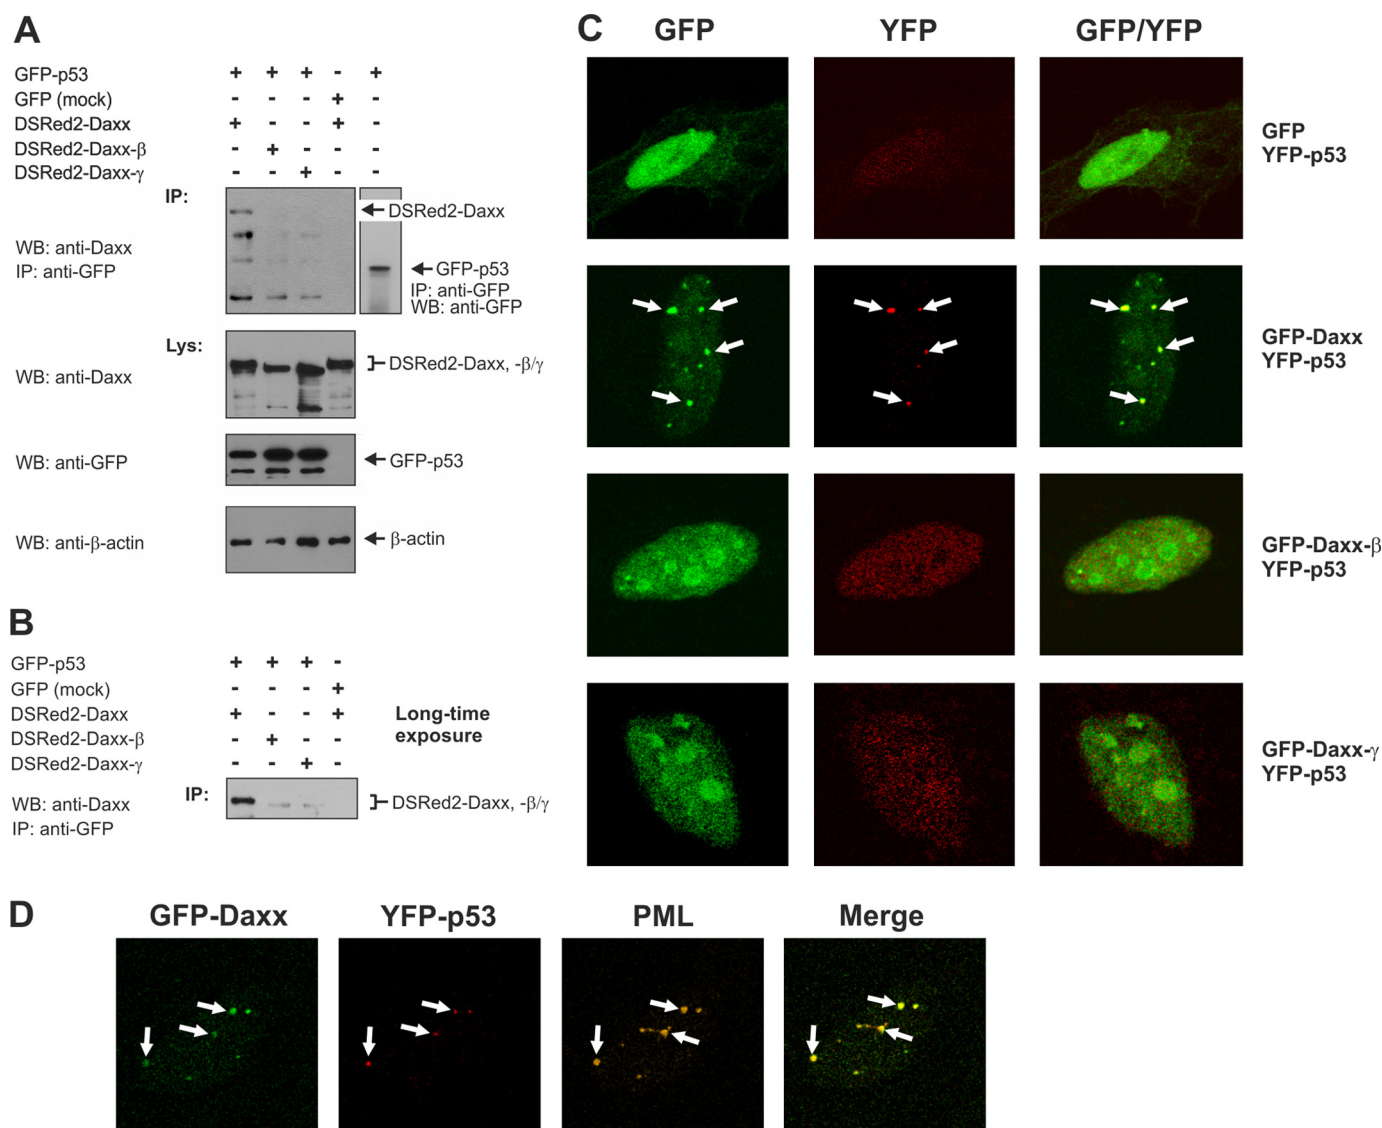 A
GFP-p53 + + + - +
GFP (mock) - - - + -
DSRed2-Daxx + - - + -
DSRed2-Daxx-β - + - - -
DSRed2-Daxx-γ - - + - -
IP:
DSRed2-Daxx
WB: anti-Daxx
IP: anti-GFP
GFP-p53
IP: anti-GFP
WB: anti-GFP
Lys:
WB: anti-Daxx
DSRed2-Daxx, -β/γ
WB: anti-GFP
GFP-p53
WB: anti-β-actin
β-actin
B
GFP-p53 + + + -
GFP (mock) - - - +
DSRed2-Daxx + - - +
DSRed2-Daxx-β - + - -
DSRed2-Daxx-γ - - + -
Long-time
exposure
IP:
WB: anti-Daxx
IP: anti-GFP
DSRed2-Daxx, -β/γ
C
GFP YFP GFP/YFP
GFP
YFP-p53
GFP-Daxx
YFP-p53
GFP-Daxx-β
YFP-p53
GFP-Daxx-γ
YFP-p53
D
GFP-Daxx YFP-p53 PML Merge